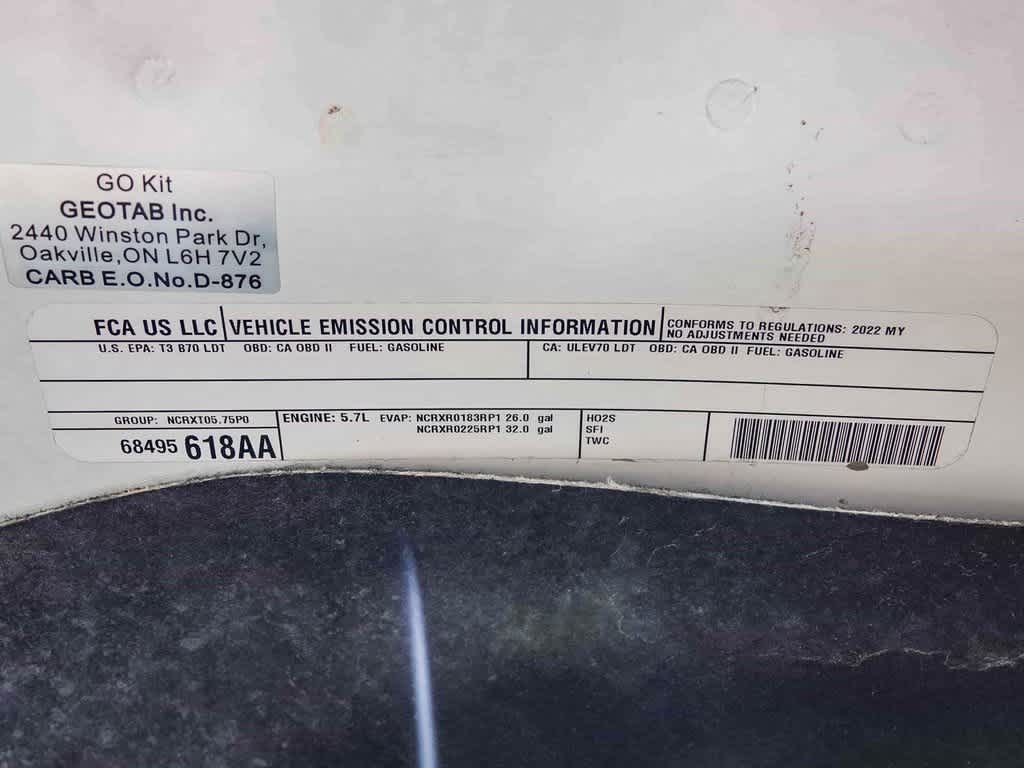 GO Kit
GEOTAB Inc.
2440 Winston Park Dr,
Oakville,ON L6H 7V2
CARB E.O.No.D-876
FCA US LLC VEHICLE EMISSION CONTROL INFORMATION CONFORMS TO REGULATIONS: 2022 MY
NO ADJUSTMENTS NEEDED
U.S. EPA: T3 B70 LDT OBD: CA OBD II FUEL: GASOLINE CA: ULEV70 LDT OBD: CA OBD II FUEL: GASOLINE
GROUP: NCRXT05.75P0 ENGINE: 5.7L EVAP: NCRXR0183RP1 26.0 gal HO2S
NCRXR0225RP1 32.0 gal SFI
68495 618AA TWC